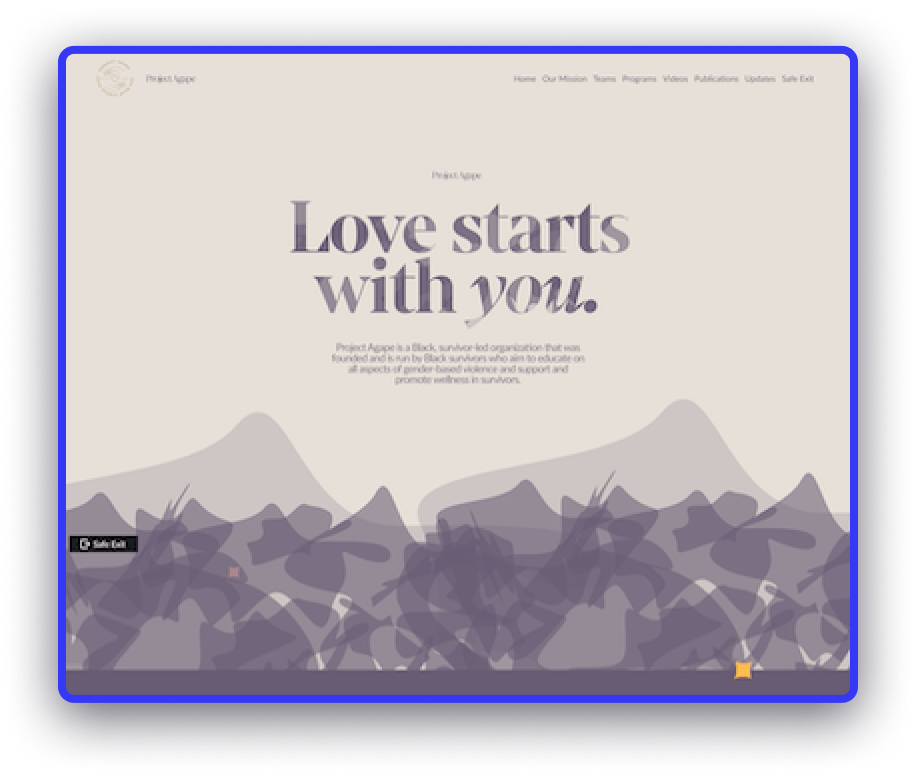 Project Agape
Home Our Mission Teams Programs Videos Publications Updates Safe Exit
Project Agape
Love starts
with you.
Project Agape is a Black, survivor-led organization that was
founded and is run by Black survivors who aim to educate on
all aspects of gender-based violence and support and
promote wellness in survivors.
Safe Exit